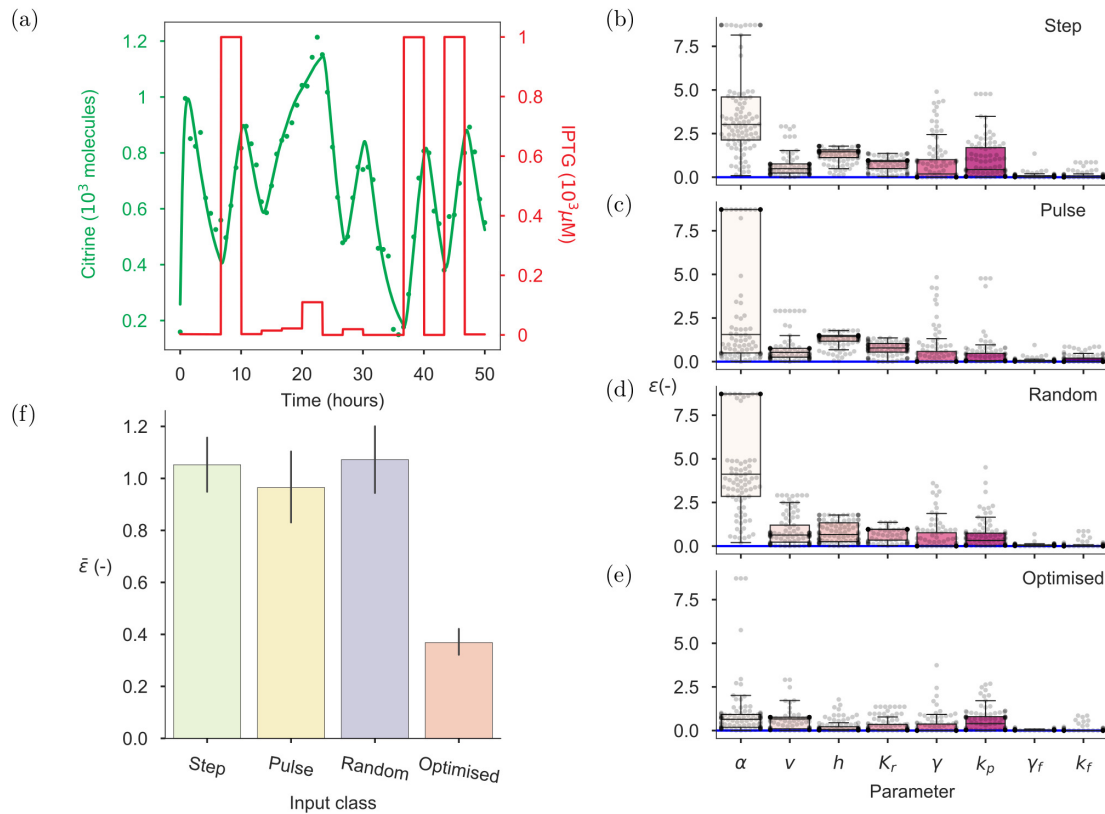 (a)
1.2
1
0.8
0.6
0.4
0.2
Citrine (10³ molecules)
1
0.8
0.6
0.4
0.2
0
IPTG (10³μM)
0
10
20
30
40
50
Time (hours)
(b)
Step
7.5
5.0
2.5
0.0
(c)
Pulse
7.5
5.0
2.5
0.0
(d)
ε(-)
Random
7.5
5.0
2.5
0.0
(e)
Optimised
7.5
5.0
2.5
0.0
α
v
h
Kᵣ
γ
kₚ
γ_f
k_f
Parameter
(f)
1.2
1.0
0.8
0.6
0.4
0.2
0.0
ε̄ (-)
Step
Pulse
Random
Optimised
Input class